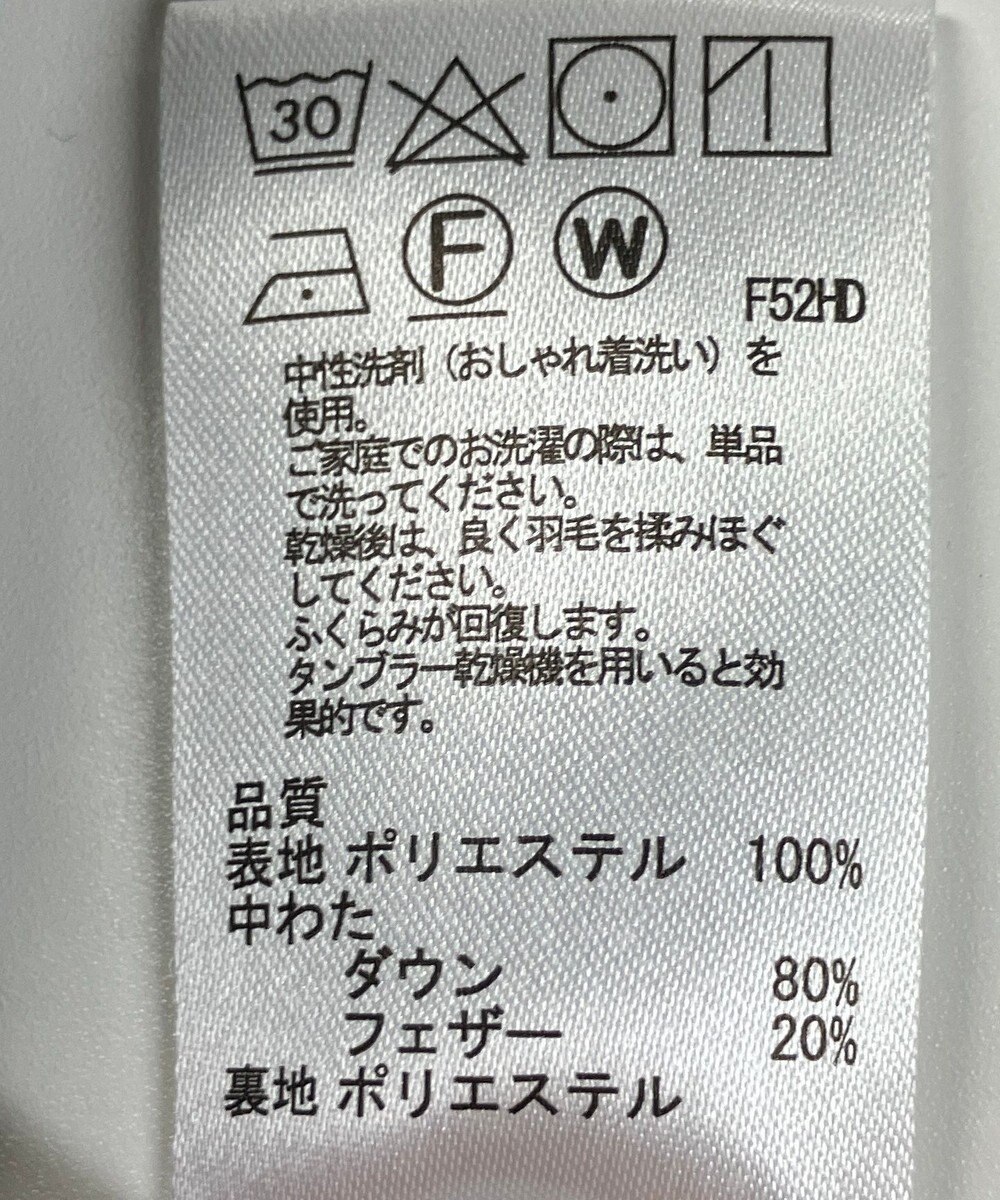 30
F W
F52HD
中性洗剤（おしゃれ着洗い）を
使用。
ご家庭でのお洗濯の際は、単品
で洗ってください。
乾燥後は、良く羽毛を揉みほぐ
してください。
ふくらみが回復します。
タンブラー乾燥機を用いると効
果的です。
品質
表地 ポリエステル 100%
中わた
ダウン 80%
フェザー 20%
裏地 ポリエステル